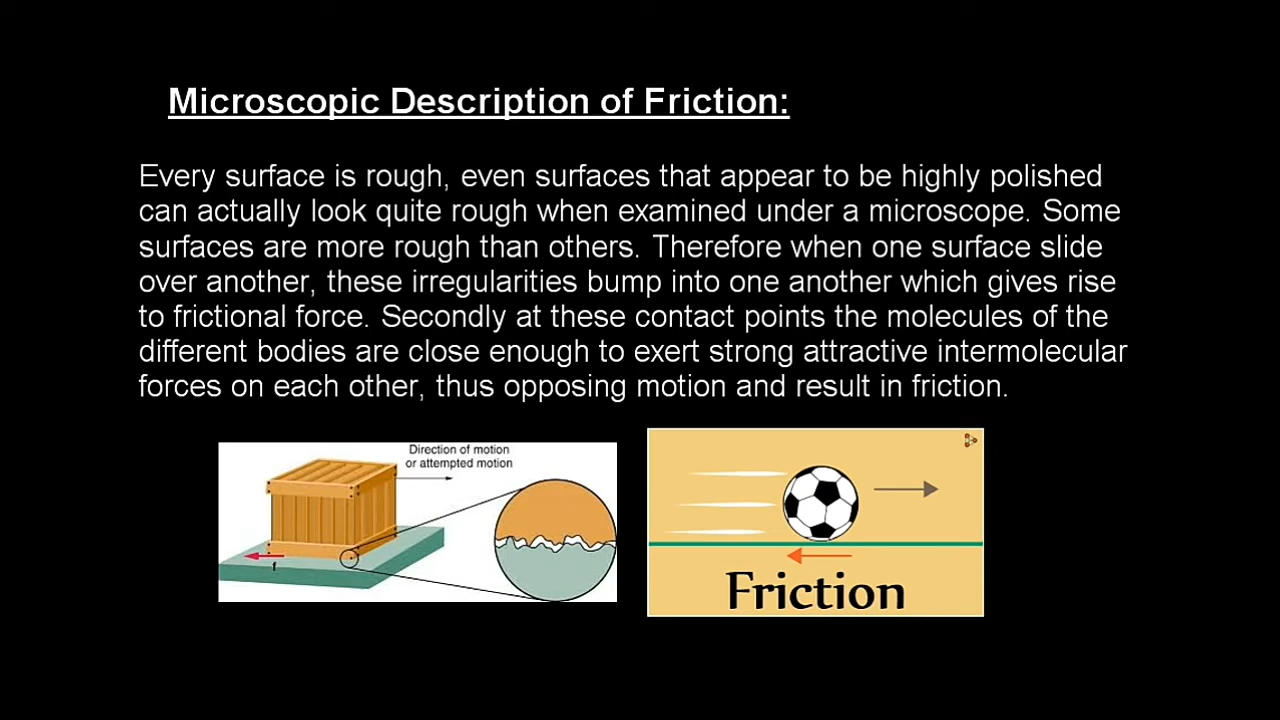 Microscopic Description of Friction:
Every surface is rough, even surfaces that appear to be highly polished
can actually look quite rough when examined under a microscope. Some
surfaces are more rough than others. Therefore when one surface slide
over another, these irregularities bump into one another which gives rise
to frictional force. Secondly at these contact points the molecules of the
different bodies are close enough to exert strong attractive intermolecular
forces on each other, thus opposing motion and result in friction.
Direction of motion
or attempted motion
f
Friction